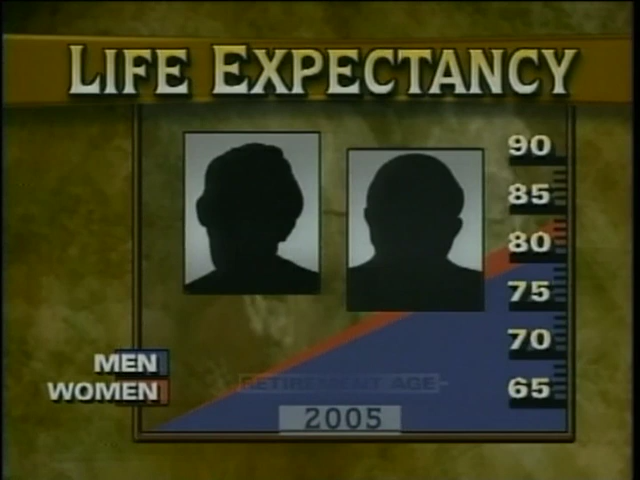 LIFE EXPECTANCY
90
85
80
75
70
65
MEN
WOMEN
RETIREMENT AGE
2005